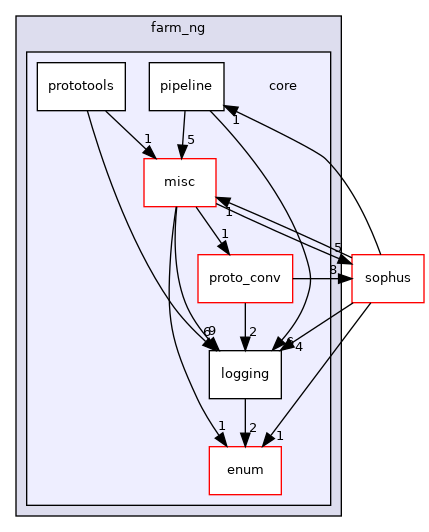 farm_ng
prototools
pipeline
core
1
1
5
misc
1
1
5
proto_conv
8
sophus
2
6
9
6
4
logging
1
2
1
enum